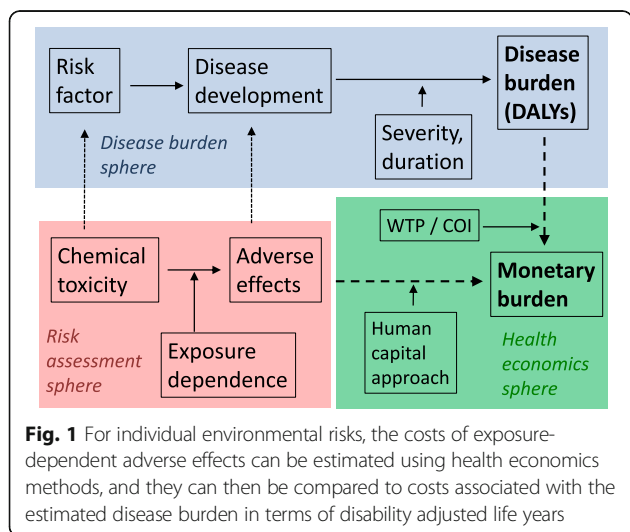 Risk
factor
Disease
development
Disease
burden
(DALYs)
Disease burden
sphere
Severity,
duration
WTP / COI
Chemical
toxicity
Adverse
effects
Monetary
burden
Risk
assessment
sphere
Exposure
dependence
Human
capital
approach
Health
economics
sphere
Fig. 1 For individual environmental risks, the costs of exposure-
dependent adverse effects can be estimated using health economics
methods, and they can then be compared to costs associated with the
estimated disease burden in terms of disability adjusted life years